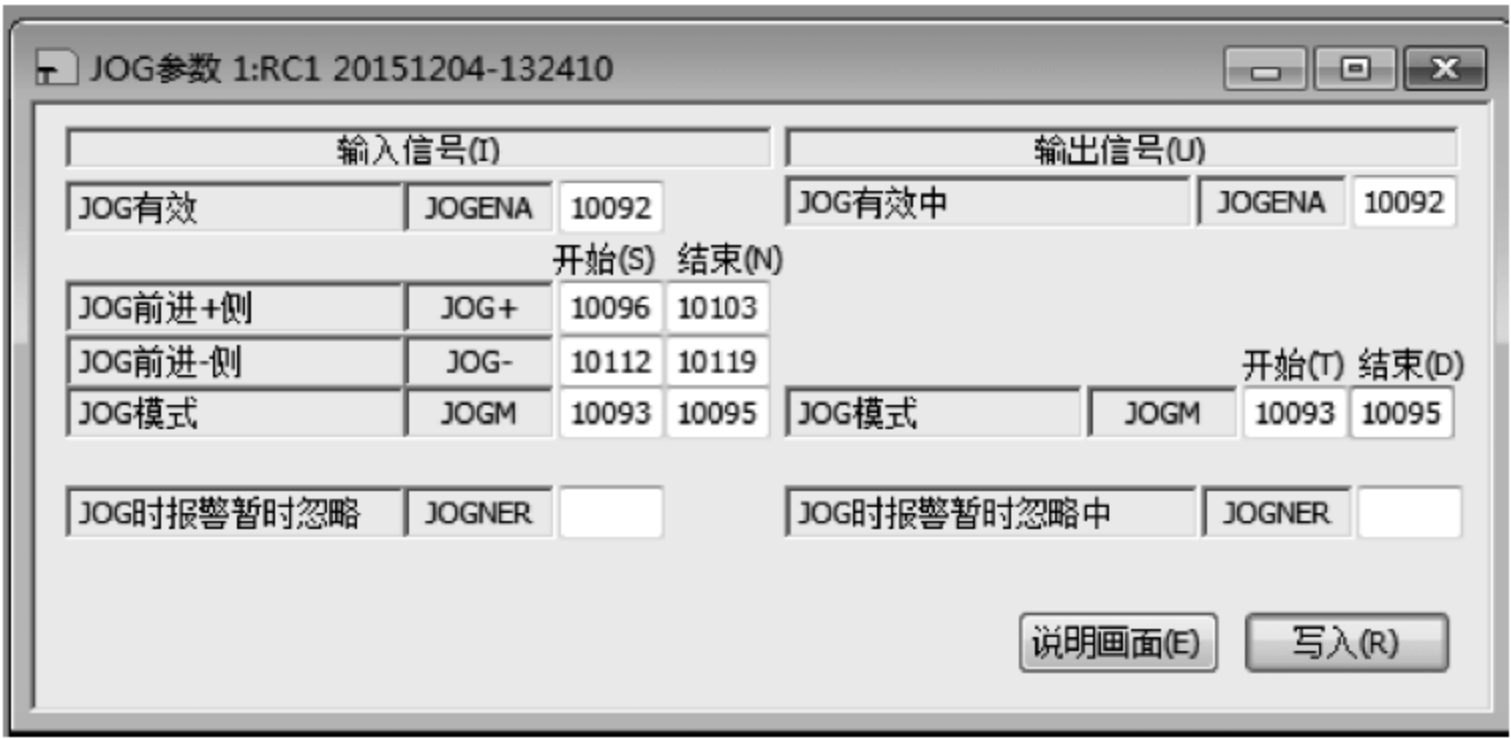 JOG参数 1:RC1 20151204-132410
输入信号(I) 输出信号(U)
JOG有效 JOGENA 10092 JOG有效中 JOGENA 10092
开始(S) 结束(N)
JOG前进+侧 JOG+ 10096 10103
JOG前进-侧 JOG- 10112 10119 开始(T) 结束(D)
JOG模式 JOGM 10093 10095 JOG模式 JOGM 10093 10095
JOG时报警暂时忽略 JOGNER JOG时报警暂时忽略中 JOGNER
说明画面(E) 写入(R)